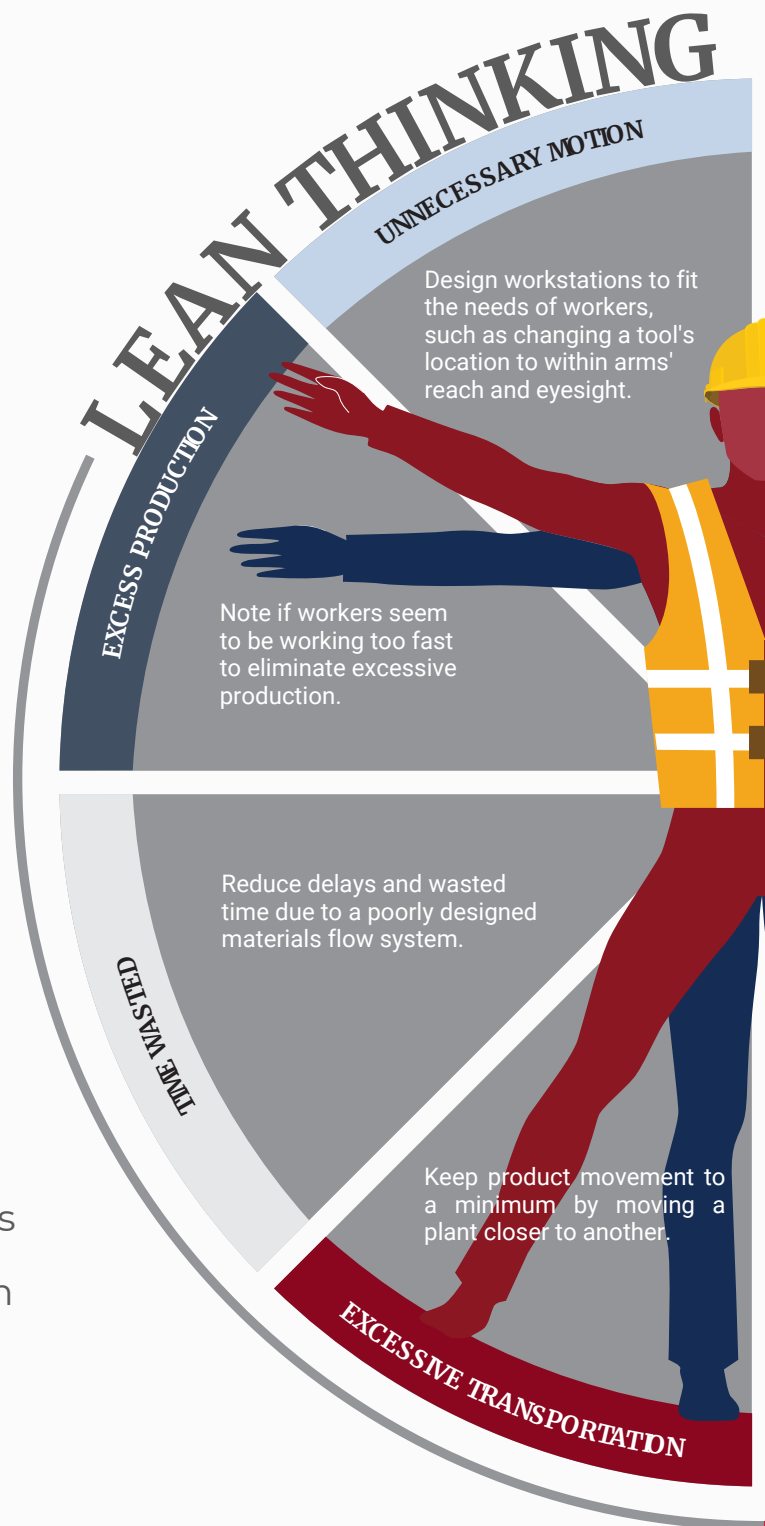 LEAN THINKING
UNNECESSARY MOTION
Design workstations to fit
the needs of workers,
such as changing a tool's
location to within arms'
reach and eyesight.
EXCESS PRODUCTION
Note if workers seem
to be working too fast
to eliminate excessive
production.
TIME WASTED
Reduce delays and wasted
time due to a poorly designed
materials flow system.
EXCESSIVE TRANSPORTATION
Keep product movement to
a minimum by moving a
plant closer to another.